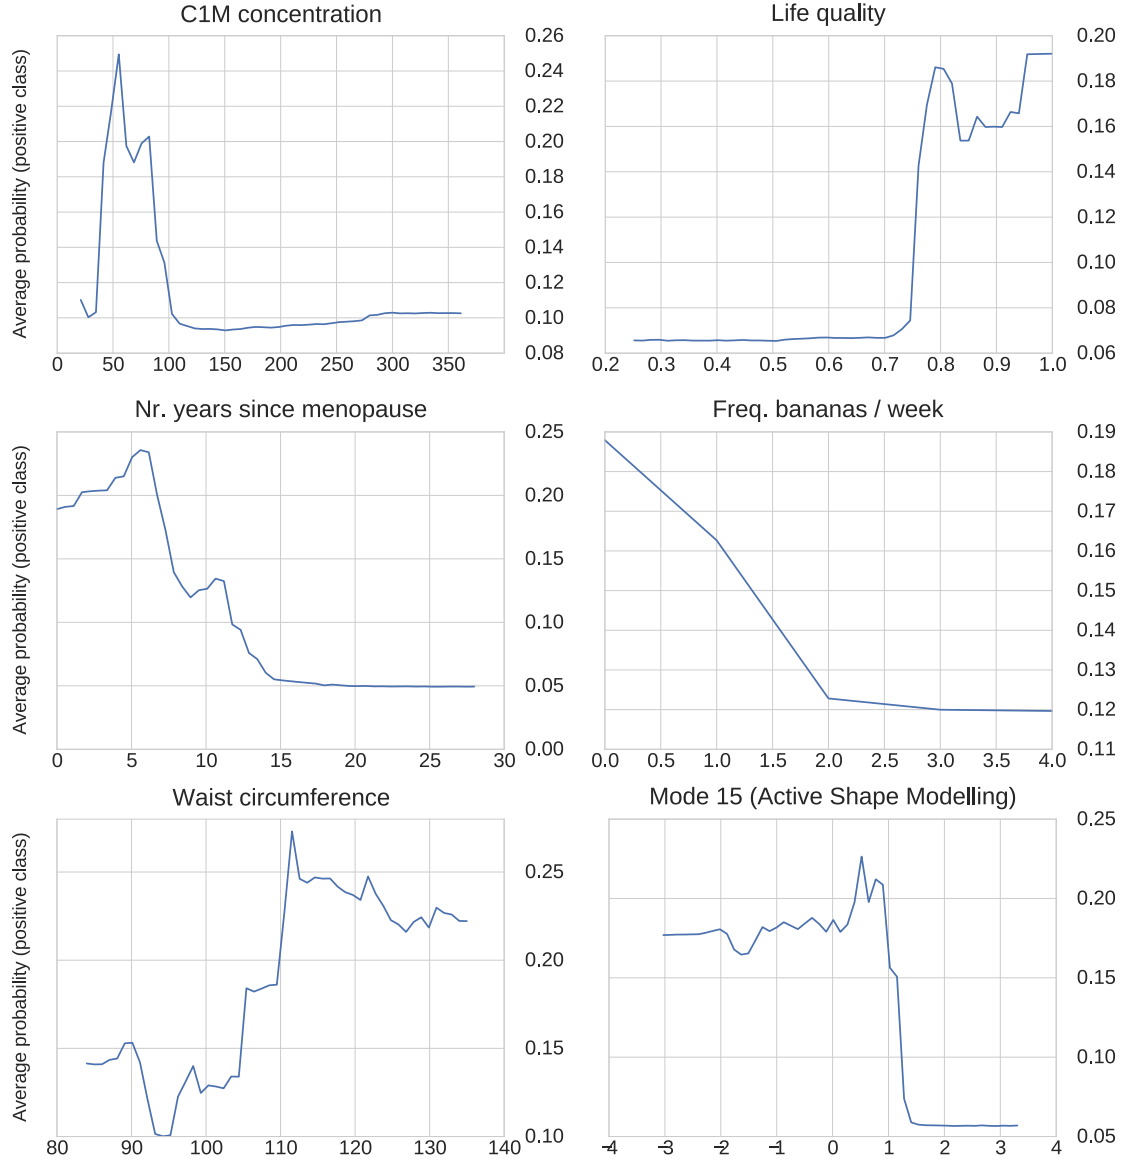 C1M concentration
Life quality
Average probability (positive class)
0.26
0.24
0.22
0.20
0.18
0.16
0.14
0.12
0.10
0.08
0 50 100 150 200 250 300 350 400
0.20
0.18
0.16
0.14
0.12
0.10
0.08
0.06
0.2 0.3 0.4 0.5 0.6 0.7 0.8 0.9 1.0
Nr. years since menopause
Freq. bananas / week
Average probability (positive class)
0.25
0.20
0.15
0.10
0.05
0.00
0 5 10 15 20 25 30
0.19
0.18
0.17
0.16
0.15
0.14
0.13
0.12
0.11
0.0 0.5 1.0 1.5 2.0 2.5 3.0 3.5 4.0
Waist circumference
Mode 15 (Active Shape Modelling)
Average probability (positive class)
0.25
0.20
0.15
0.10
80 90 100 110 120 130 140
0.25
0.20
0.15
0.10
0.05
−4 −3 −2 −1 0 1 2 3 4